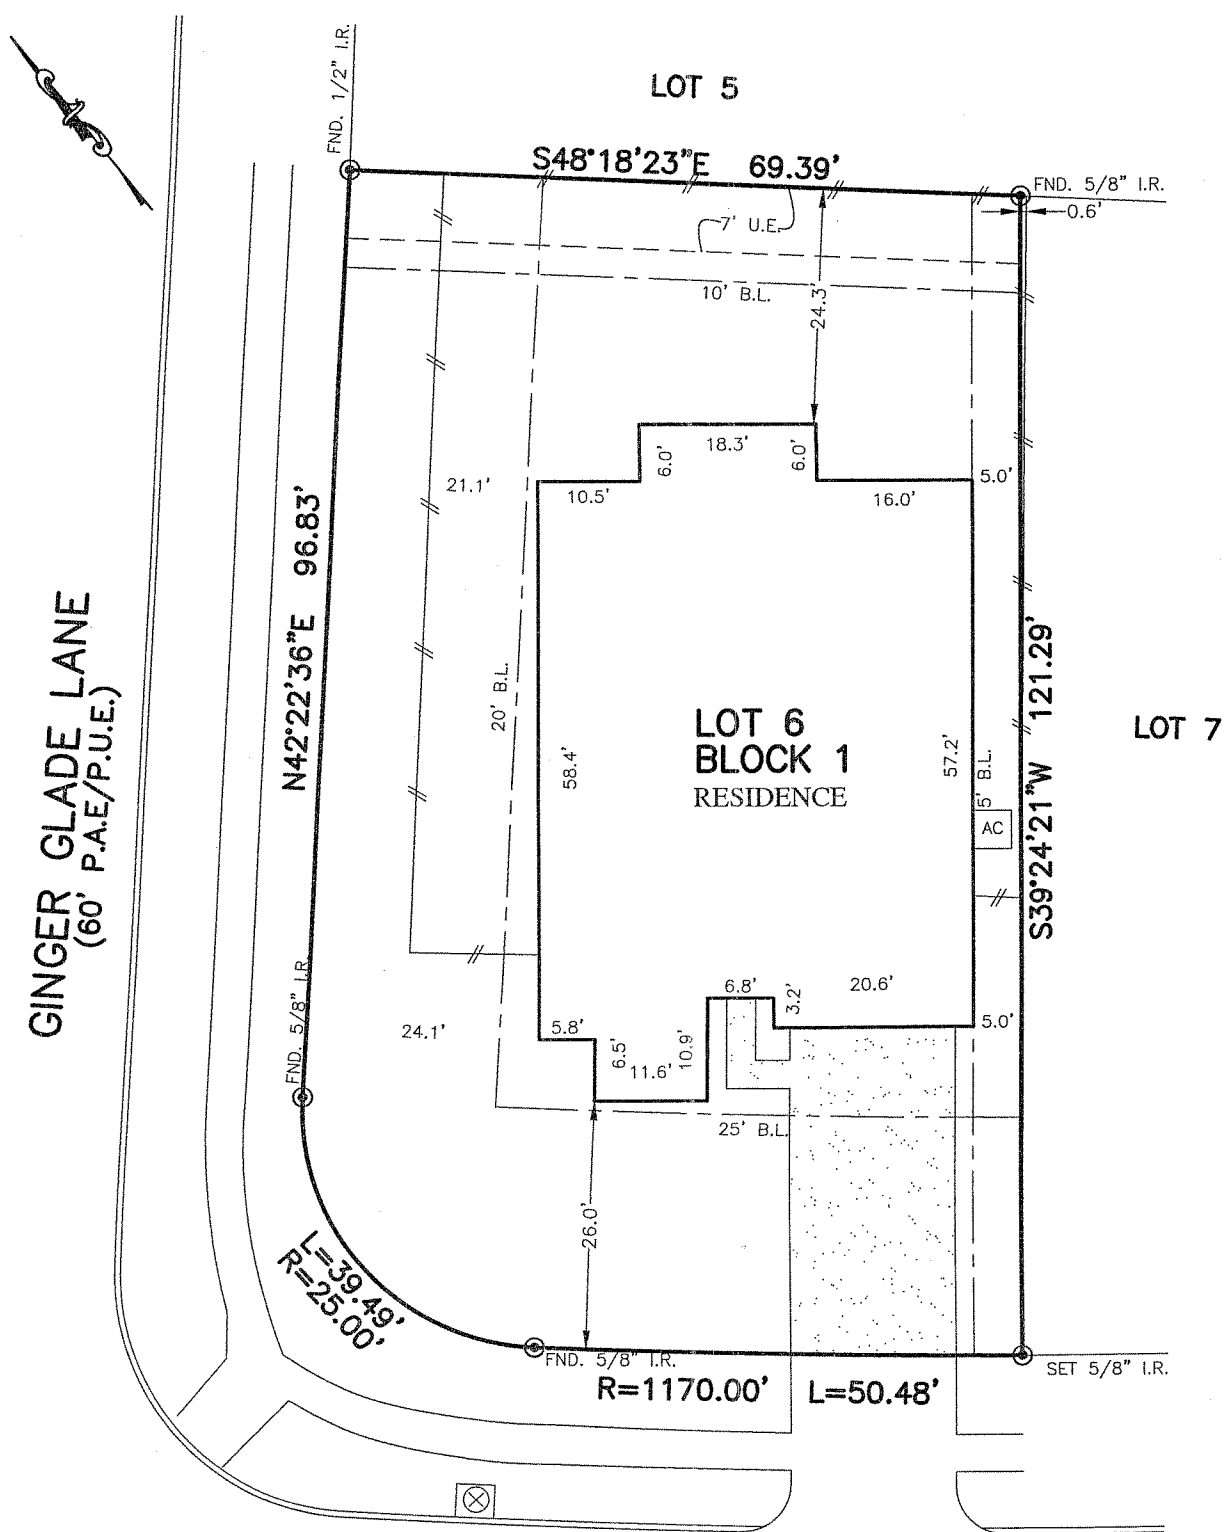 LOT 5
FND. 1/2" I.R.
S48°18'23"E 69.39'
FND. 5/8" I.R.
0.6'
7' U.E.
10' B.L.
24.3'
18.3'
6.0'
6.0'
21.1'
10.5'
16.0'
5.0'
N42°22'36"E 96.83'
GINGER GLADE LANE
(60' P.A.E/P.U.E.)
20' B.L.
58.4'
LOT 6
BLOCK 1
RESIDENCE
57.2'
5' B.L.
AC
S39°24'21"W 121.29'
LOT 7
FND. 5/8" I.R.
24.1'
5.8'
6.5'
11.6'
10.9'
6.8'
3.2'
20.6'
5.0'
25' B.L.
26.0'
L=39.49'
R=25.00'
FND. 5/8" I.R.
R=1170.00' L=50.48'
SET 5/8" I.R.